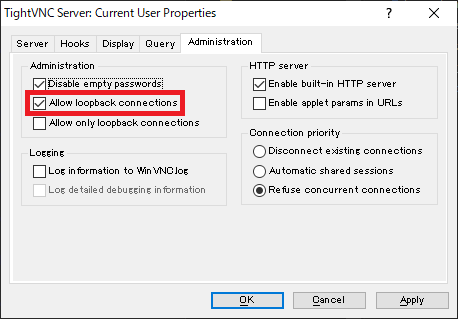 TightVNC Server: Current User Properties
Server Hooks Display Query Administration
Administration
Disable empty passwords
Allow loopback connections
Allow only loopback connections
Logging
Log information to WinVNC.log
Log detailed debugging information
HTTP server
Enable built-in HTTP server
Enable applet params in URLs
Connection priority
Disconnect existing connections
Automatic shared sessions
Refuse concurrent connections
OK Cancel Apply